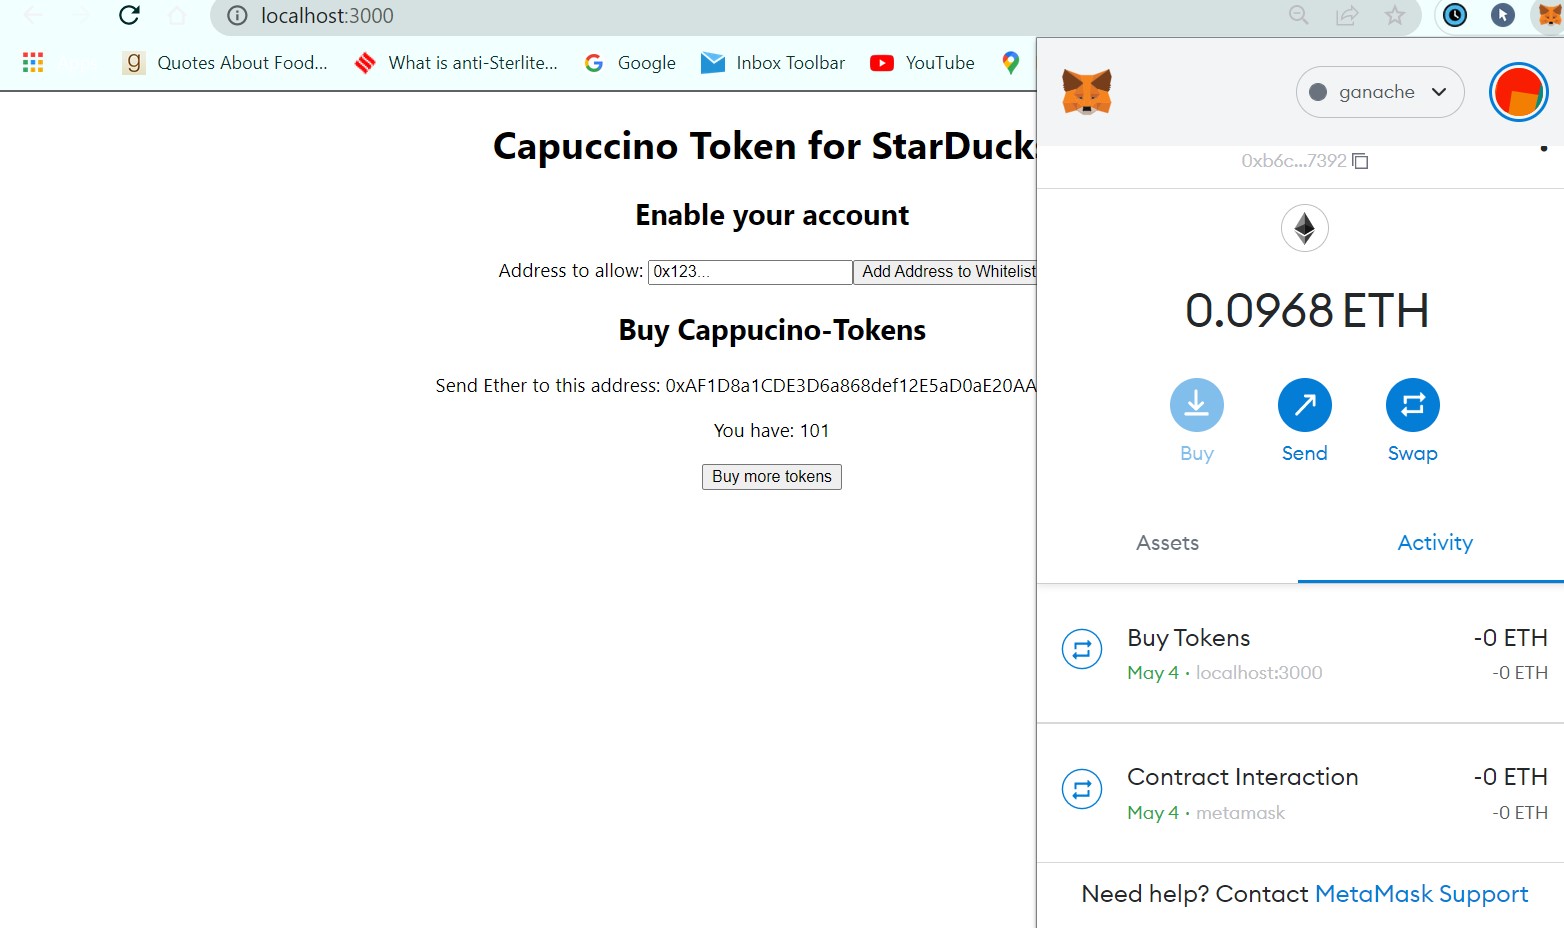 localhost:3000
Quotes About Food... What is anti-Sterlite... Google Inbox Toolbar YouTube
Capuccino Token for StarDucks
Enable your account
Address to allow: 0x123... Add Address to Whitelist
Buy Cappucino-Tokens
Send Ether to this address: 0xAF1D8a1CDE3D6a868def12E5aD0aE20AA
You have: 101
Buy more tokens
ganache
0xb6c...7392
0.0968 ETH
Buy Send Swap
Assets Activity
Buy Tokens -0 ETH
May 4 · localhost:3000 -0 ETH
Contract Interaction -0 ETH
May 4 · metamask -0 ETH
Need help? Contact MetaMask Support